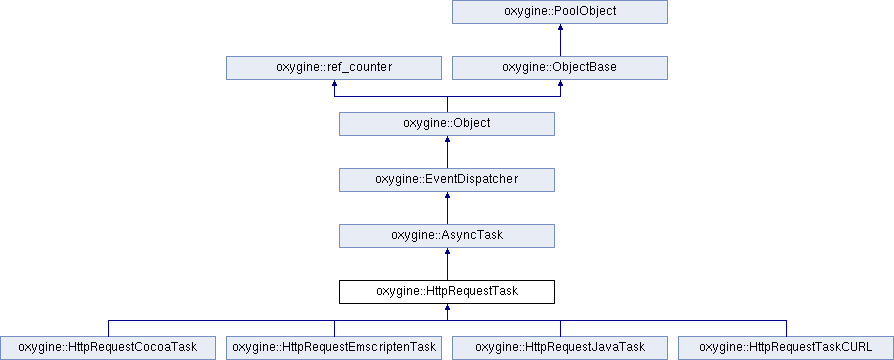 oxygine::PoolObject
oxygine::ref_counter
oxygine::ObjectBase
oxygine::Object
oxygine::EventDispatcher
oxygine::AsyncTask
oxygine::HttpRequestTask
oxygine::HttpRequestCocoaTask
oxygine::HttpRequestEmscriptenTask
oxygine::HttpRequestJavaTask
oxygine::HttpRequestTaskCURL